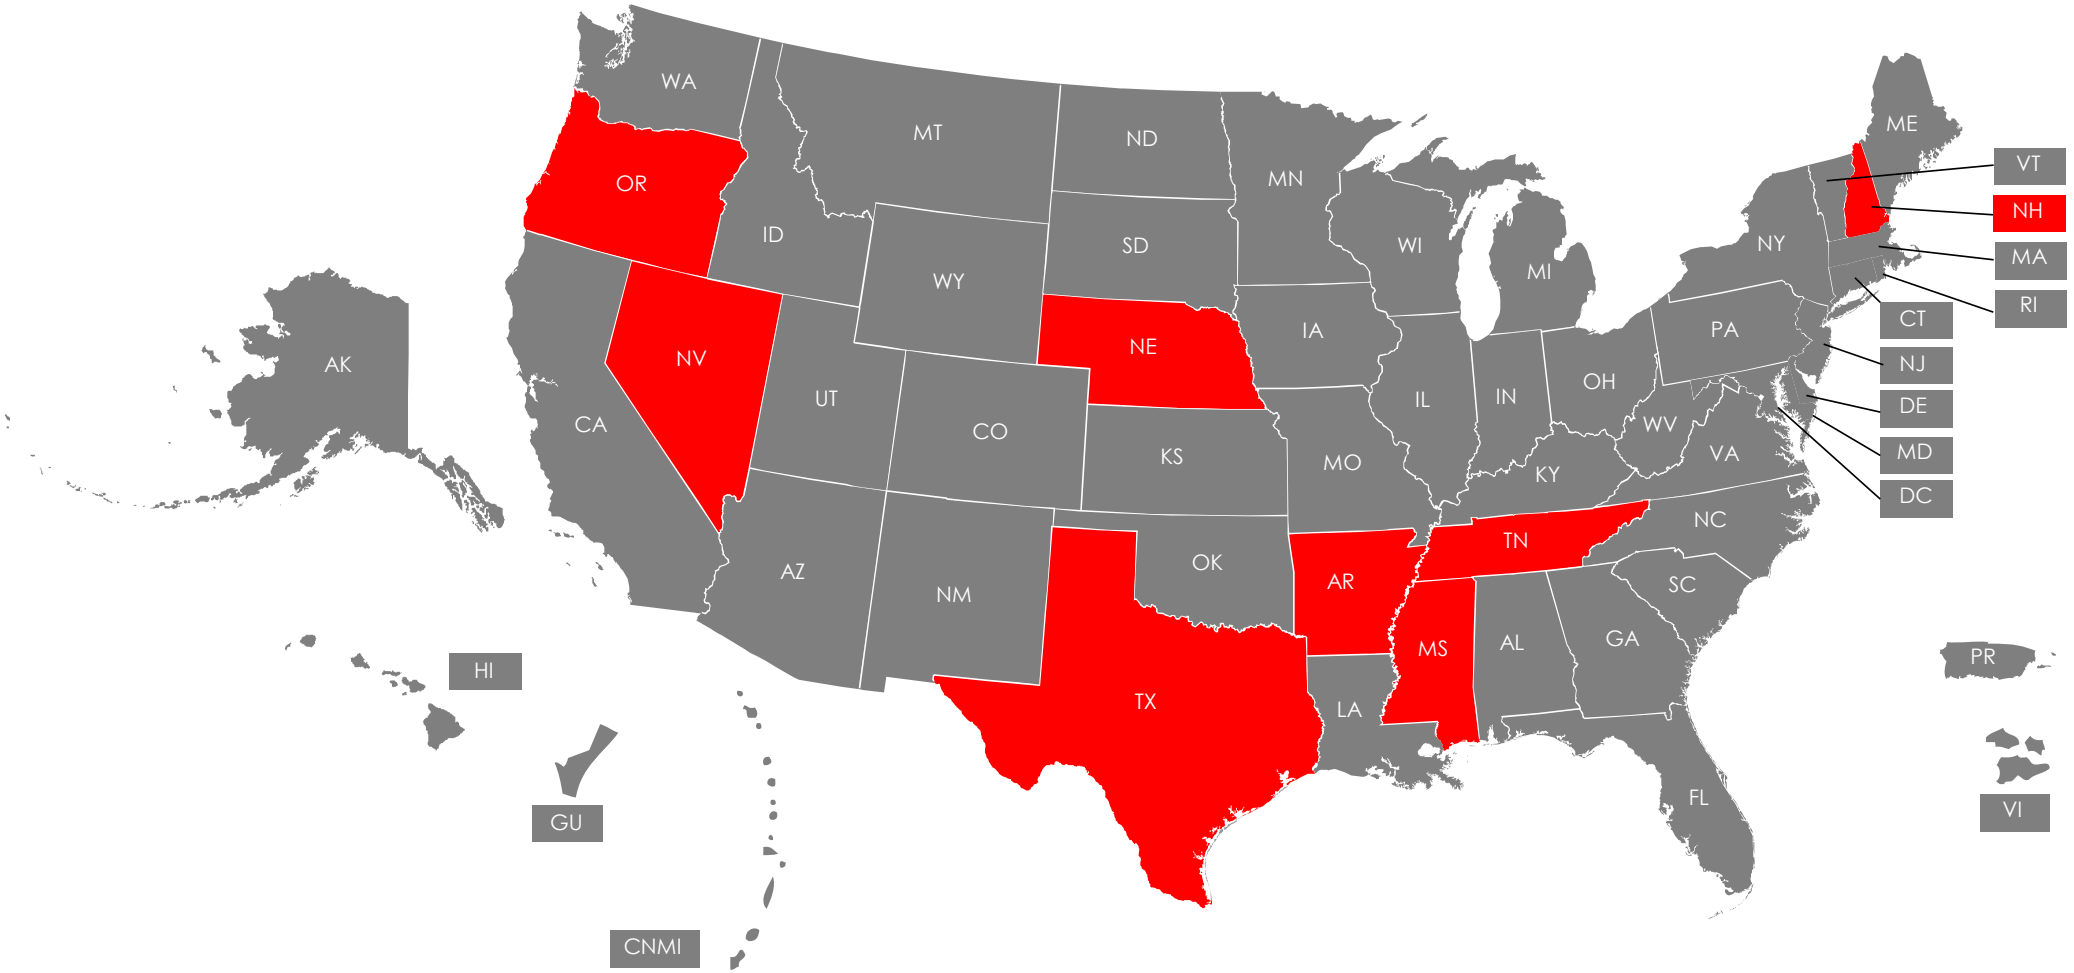 WA
ME
MT
ND
VT
MN
OR
NH
ID
SD
WI
NY
MA
MI
WY
RI
CT
IA
PA
NE
NV
AK
NJ
OH
UT
IL
IN
DE
CA
CO
WV
KS
MO
VA
MD
KY
DC
NC
TN
OK
AZ
AR
SC
NM
GA
AL
MS
PR
HI
TX
LA
FL
VI
GU
CNMI